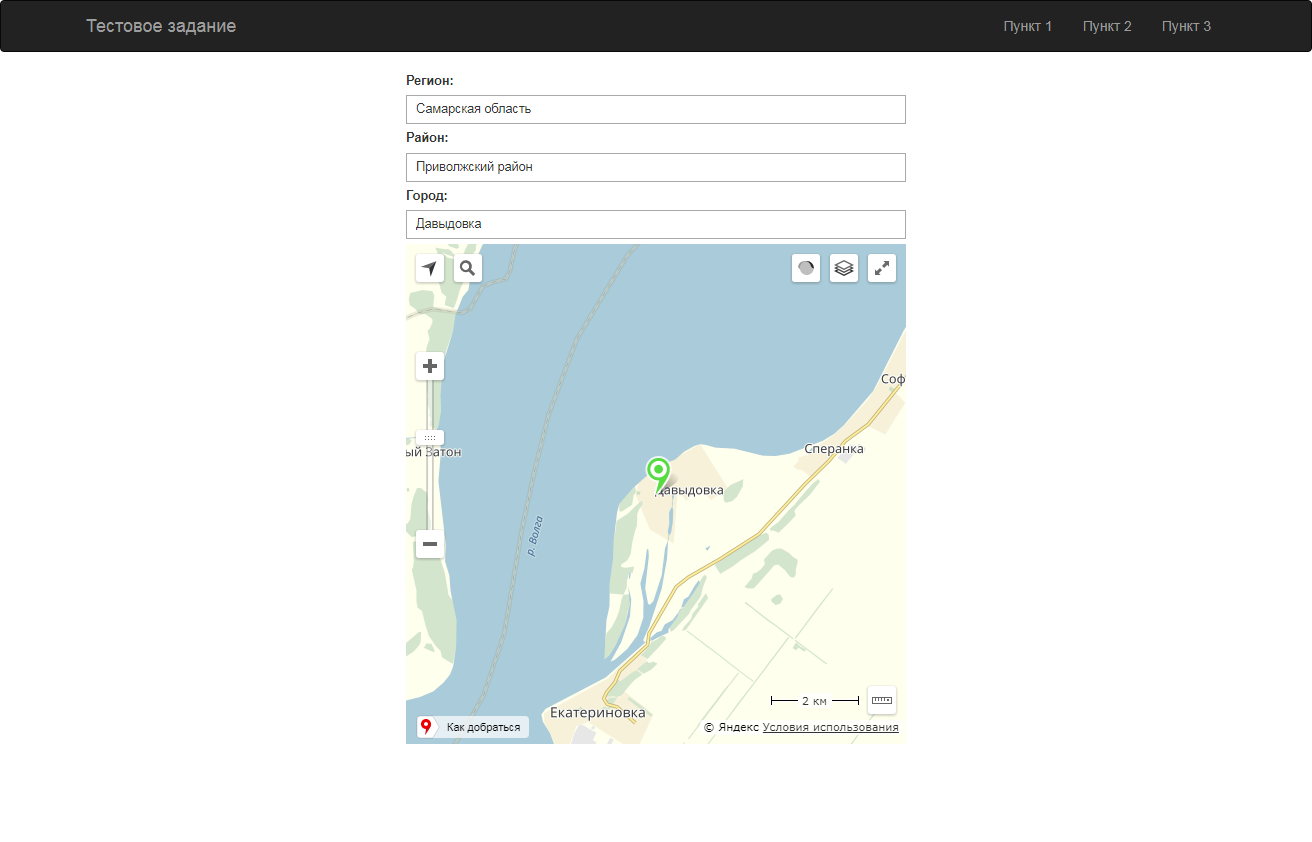 Тестовое задание
Пункт 1 Пункт 2 Пункт 3
Регион:
Самарская область
Район:
Приволжский район
Город:
Давыдовка
Соф
Сперанка
ый Затон
Давыдовка
р. Волга
2 км
Екатериновка
Как добраться
© Яндекс Условия использования